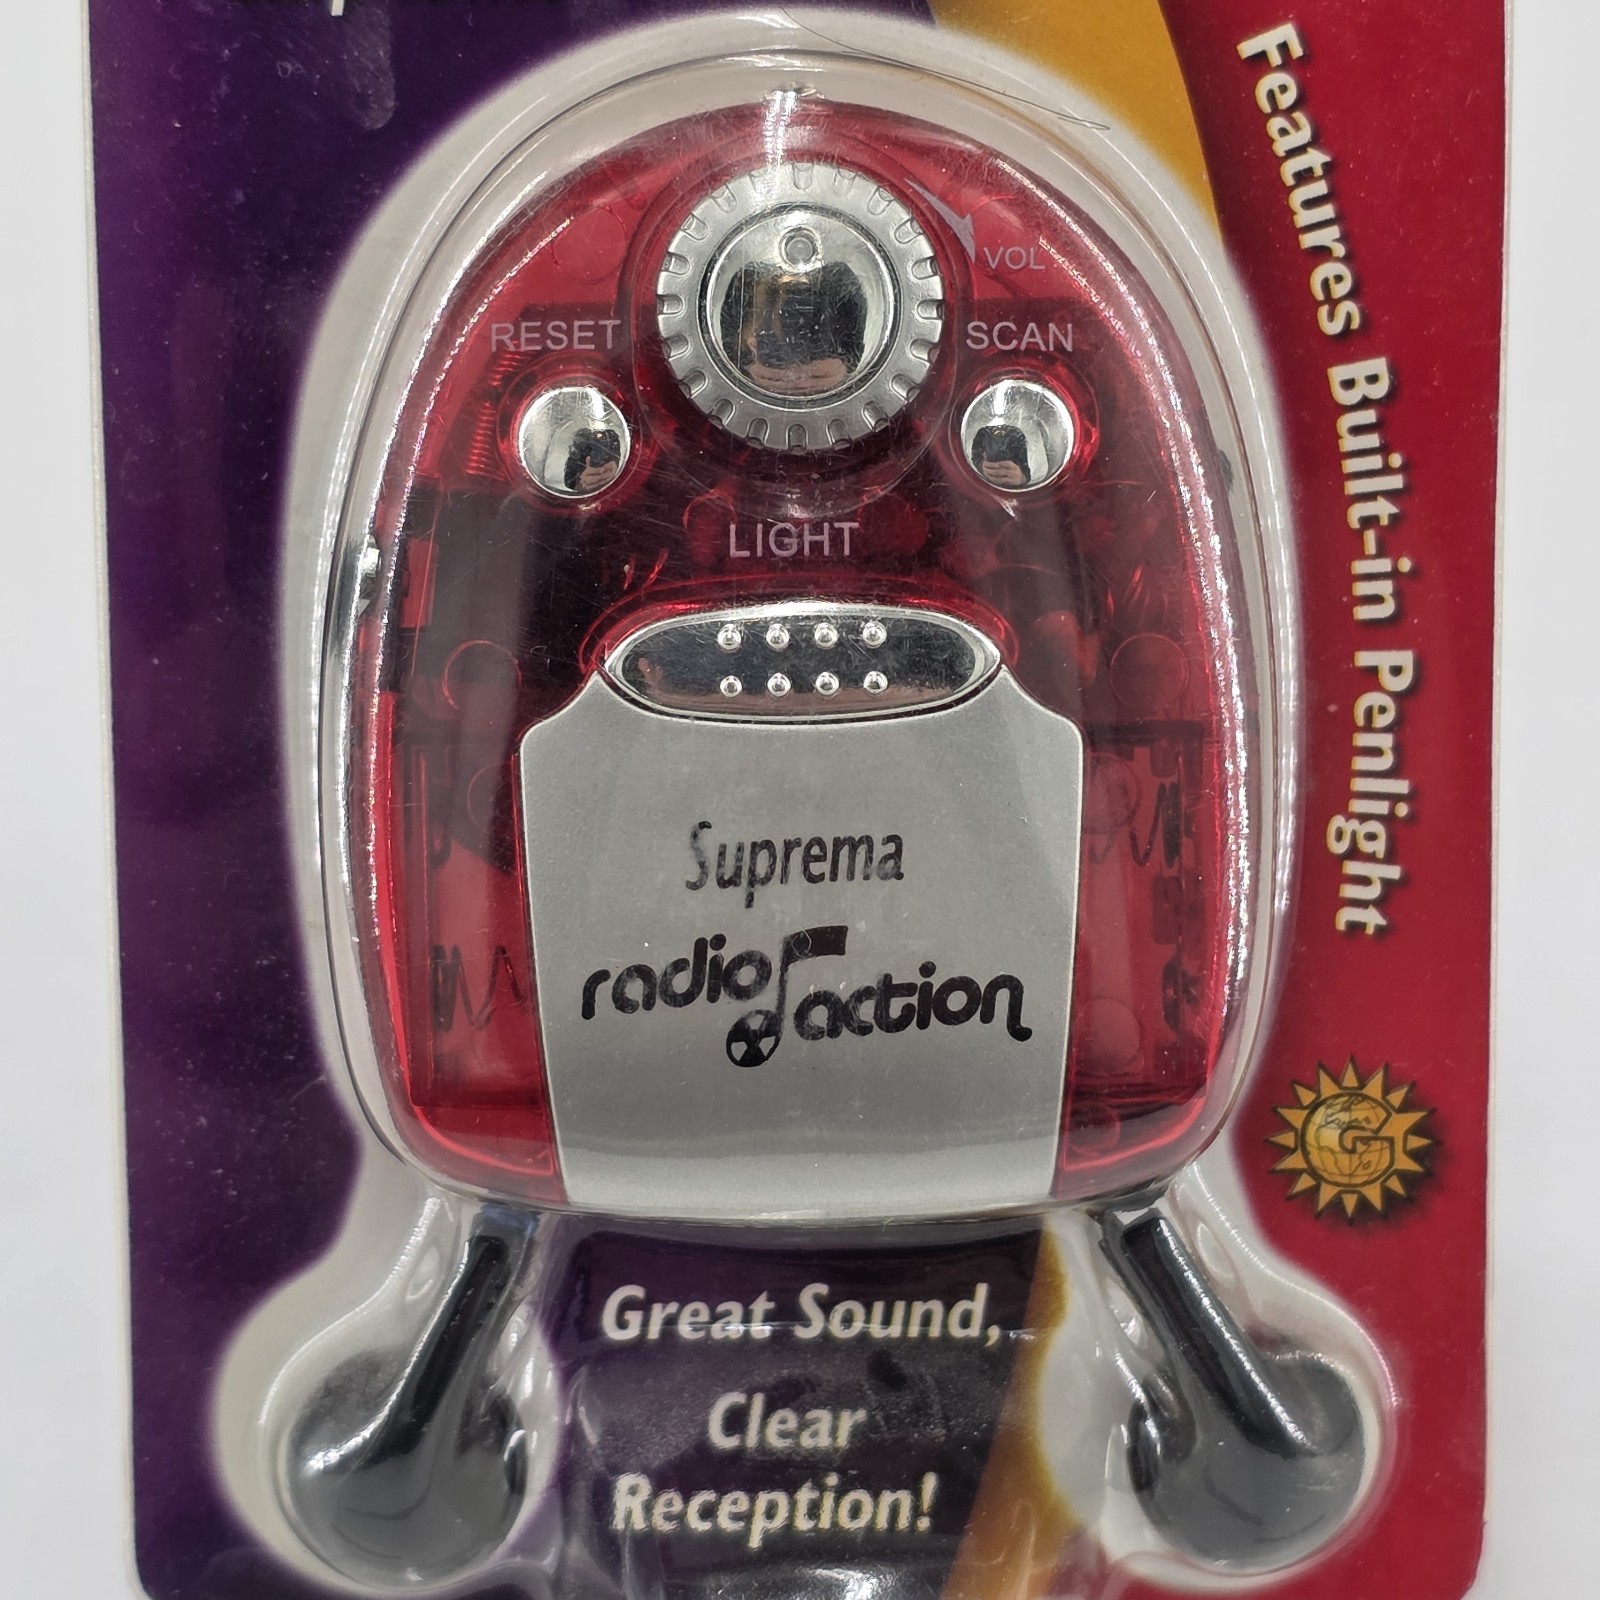 Features Built-in Penlight
VOL
RESET
SCAN
LIGHT
Suprema
radio action
G
Great Sound,
Clear
Reception!